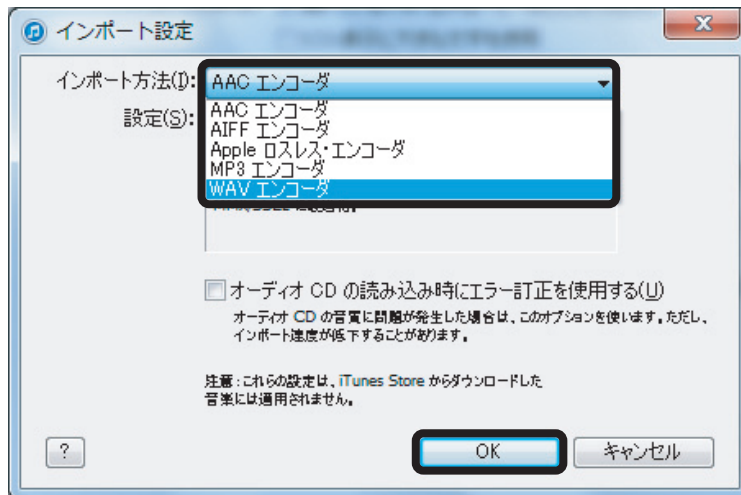 インポート設定
インポート方法(I): AAC エンコーダ
設定(S):
AAC エンコーダ
AIFF エンコーダ
Apple ロスレス・エンコーダ
MP3 エンコーダ
WAV エンコーダ
オーディオ CD の読み込み時にエラー訂正を使用する(U)
オーディオ CD の音質に問題が発生した場合は、このオプションを使います。ただし、
インポート速度が低下することがあります。
注意：これらの設定は、iTunes Store からダウンロードした
音楽には適用されません。
?
OK
キャンセル